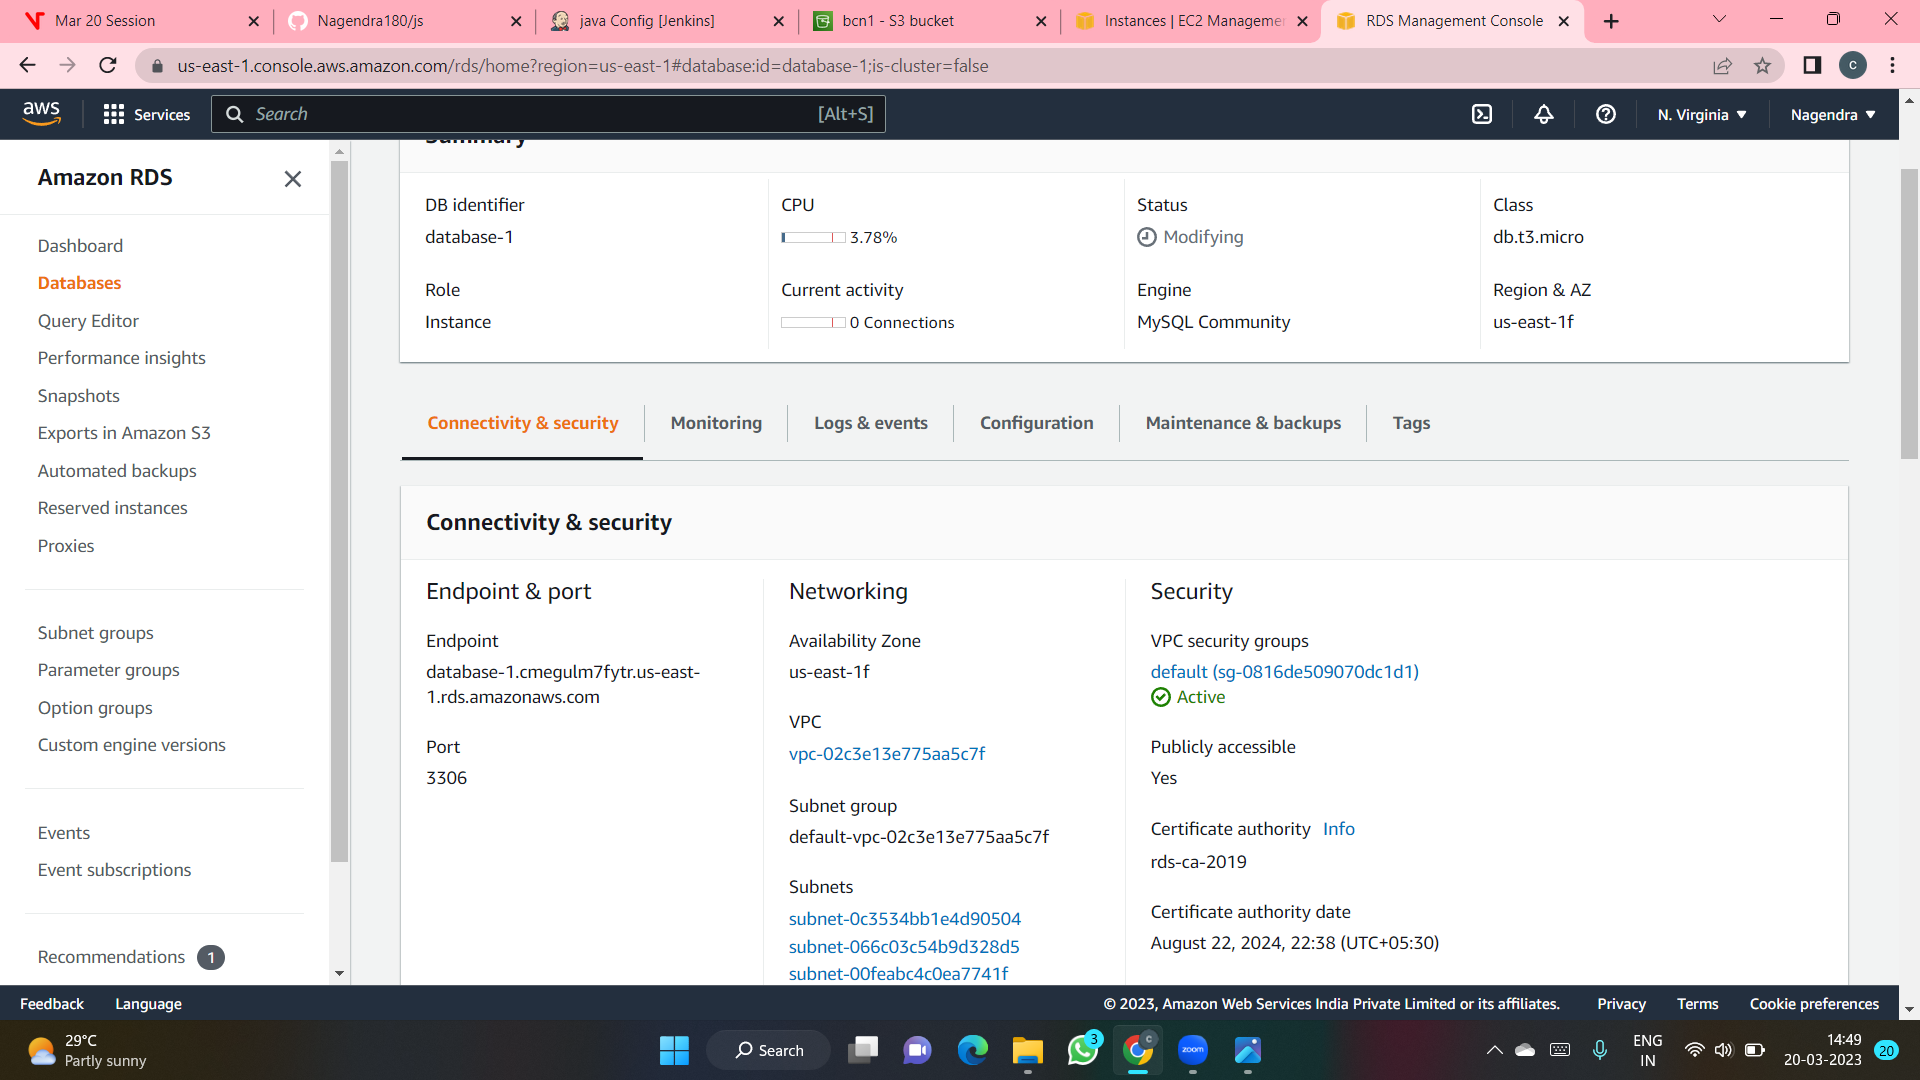 Mar 20 Session
Nagendra180/js
java Config [Jenkins]
bcn1 - S3 bucket
Instances | EC2 Manageme
RDS Management Console
us-east-1.console.aws.amazon.com/rds/home?region=us-east-1#database:id=database-1;is-cluster=false
C
aws
Services
Search
[Alt+S]
N. Virginia
Nagendra
Amazon RDS
Dashboard
Databases
Query Editor
Performance insights
Snapshots
Exports in Amazon S3
Automated backups
Reserved instances
Proxies
Subnet groups
Parameter groups
Option groups
Custom engine versions
Events
Event subscriptions
Recommendations 1
Summary
DB identifier
database-1
CPU
3.78%
Status
Modifying
Class
db.t3.micro
Role
Instance
Current activity
0 Connections
Engine
MySQL Community
Region & AZ
us-east-1f
Connectivity & security
Monitoring
Logs & events
Configuration
Maintenance & backups
Tags
Connectivity & security
Endpoint & port
Endpoint
database-1.cmegulm7fytr.us-east-
1.rds.amazonaws.com
Port
3306
Networking
Availability Zone
us-east-1f
VPC
vpc-02c3e13e775aa5c7f
Subnet group
default-vpc-02c3e13e775aa5c7f
Subnets
subnet-0c3534bb1e4d90504
subnet-066c03c54b9d328d5
subnet-00feabc4c0ea7741f
Security
VPC security groups
default (sg-0816de509070dc1d1)
Active
Publicly accessible
Yes
Certificate authority Info
rds-ca-2019
Certificate authority date
August 22, 2024, 22:38 (UTC+05:30)
Feedback
Language
© 2023, Amazon Web Services India Private Limited or its affiliates.
Privacy
Terms
Cookie preferences
29°C
Partly sunny
Search
3
C
zoom
ENG
IN
14:49
20-03-2023
20